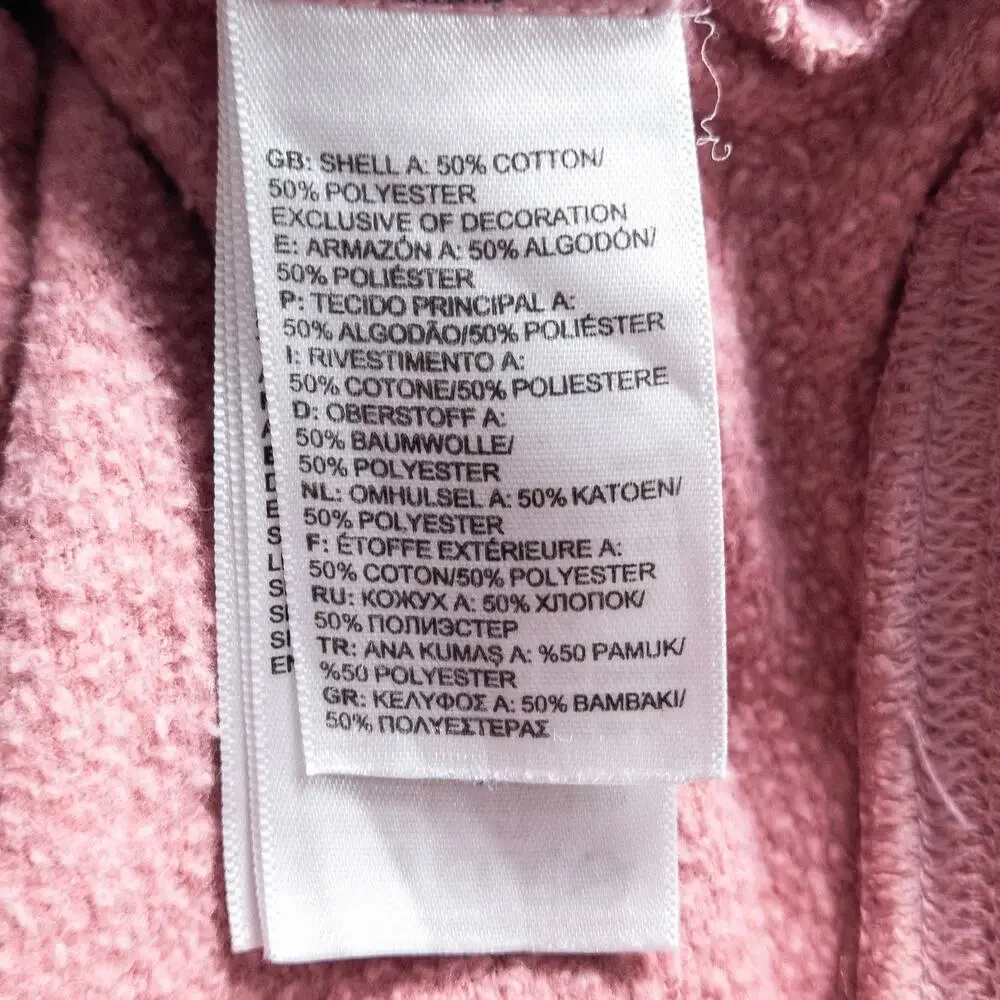 GB: SHELL A: 50% COTTON/
50% POLYESTER
EXCLUSIVE OF DECORATION
E: ARMAZÓN A: 50% ALGODÓN/
50% POLIÉSTER
P: TECIDO PRINCIPAL A:
50% ALGODÃO/50% POLIÉSTER
I: RIVESTIMENTO A:
50% COTONE/50% POLIESTERE
D: OBERSTOFF A:
50% BAUMWOLLE/
50% POLYESTER
NL: OMHULSEL A: 50% KATOEN/
50% POLYESTER
F: ÉTOFFE EXTÉRIEURE A:
50% COTON/50% POLYESTER
RU: КОЖУХ A: 50% ХЛОПОК/
50% ПОЛИЭСТЕР
TR: ANA KUMAŞ A: %50 PAMUK/
%50 POLYESTER
GR: ΚΕΛΥΦΟΣ A: 50% ΒΑΜΒΆΚΙ/
50% ΠΟΛΥΕΣΤΕΡΑΣ